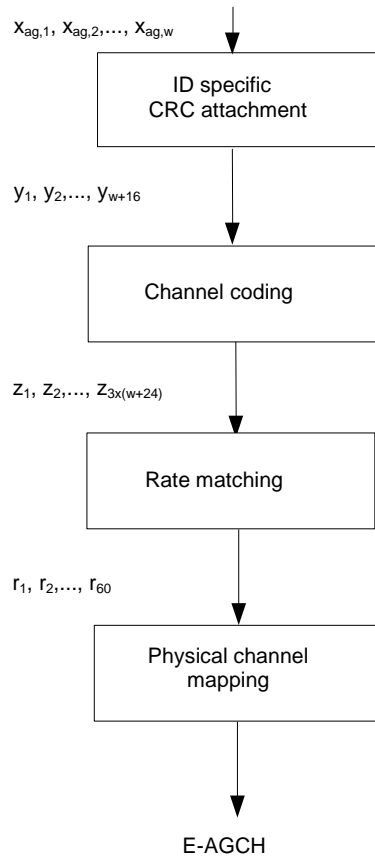 x_ag,1, x_ag,2,..., x_ag,w
ID specific
CRC attachment
y_1, y_2,..., y_w+16
Channel coding
z_1, z_2,..., z_3x(w+24)
Rate matching
r_1, r_2,..., r_60
Physical channel
mapping
E-AGCH